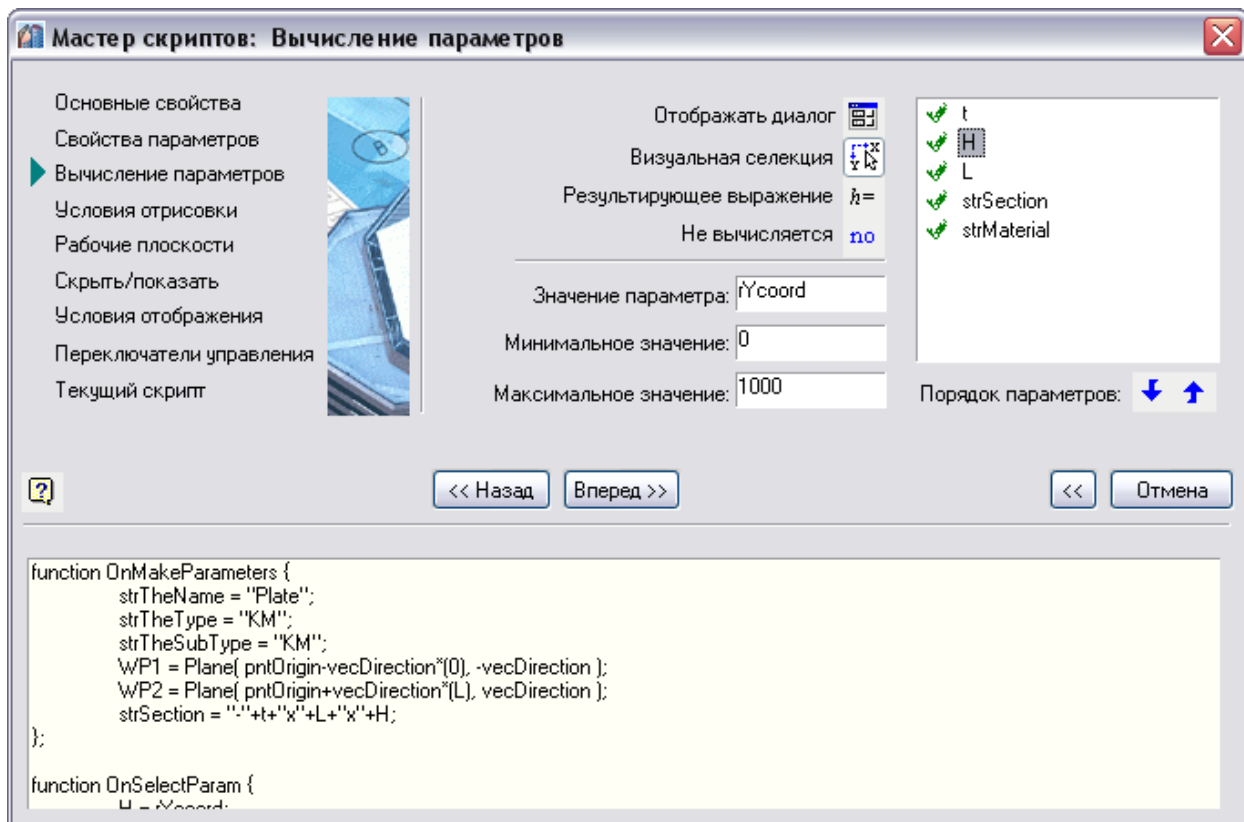 Мастер скриптов: Вычисление параметров
Основные свойства
Свойства параметров
Вычисление параметров
Условия отрисовки
Рабочие плоскости
Скрыть/показать
Условия отображения
Переключатели управления
Текущий скрипт
B
Отображать диалог
Визуальная селекция
Результирующее выражение h=
Не вычисляется no
Значение параметра: rYcoord
Минимальное значение: 0
Максимальное значение: 1000
t
H
L
strSection
strMaterial
Порядок параметров:
<< Назад
Вперед >>
<<
Отмена
function OnMakeParameters {
strTheName = "Plate";
strTheType = "KM";
strTheSubType = "KM";
WP1 = Plane( pntOrigin-vecDirection*(0), -vecDirection );
WP2 = Plane( pntOrigin+vecDirection*(L), vecDirection );
strSection = "-"+t+"x"+L+"x"+H;
};
function OnSelectParam {
H = rYcoord;